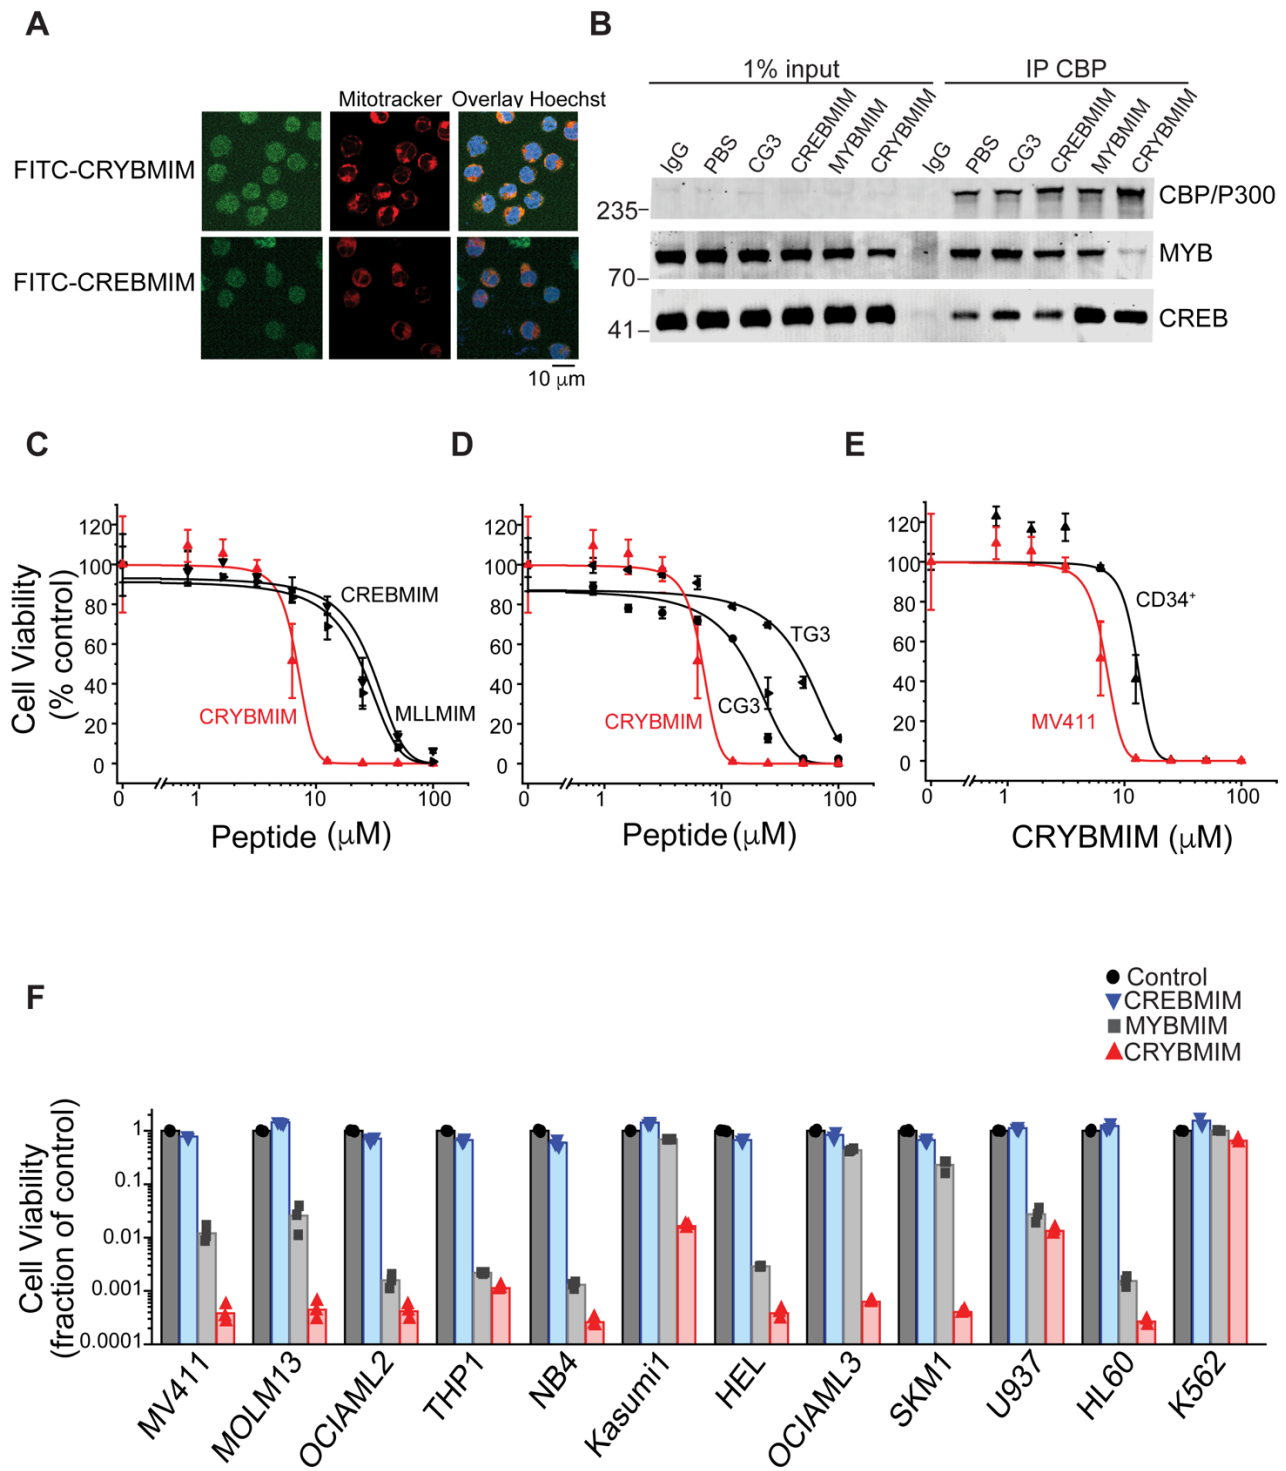 A
B
Mitotracker Overlay Hoechst
FITC-CRYBMIM
FITC-CREBMIM
10 μm
1% input
IP CBP
IgG
PBS
CG3
CREBMIM
MYBMIM
CRYBMIM
IgG
PBS
CG3
CREBMIM
MYBMIM
CRYBMIM
235
CBP/P300
MYB
70
CREB
41
C
D
E
Cell Viability
(% control)
120
100
80
60
40
20
0
CREBMIM
CRYBMIM
MLLMIM
0 1 10 100
Peptide (μM)
120
100
80
60
40
20
0
TG3
CRYBMIM
CG3
0 1 10 100
Peptide (μM)
120
100
80
60
40
20
0
CD34+
MV411
0 1 10 100
CRYBMIM (μM)
F
Control
CREBMIM
MYBMIM
CRYBMIM
Cell Viability
(fraction of control)
1
0.1
0.01
0.001
0.0001
MV411
MOLM13
OCIAML2
THP1
NB4
Kasumi1
HEL
OCIAML3
SKM1
U937
HL60
K562